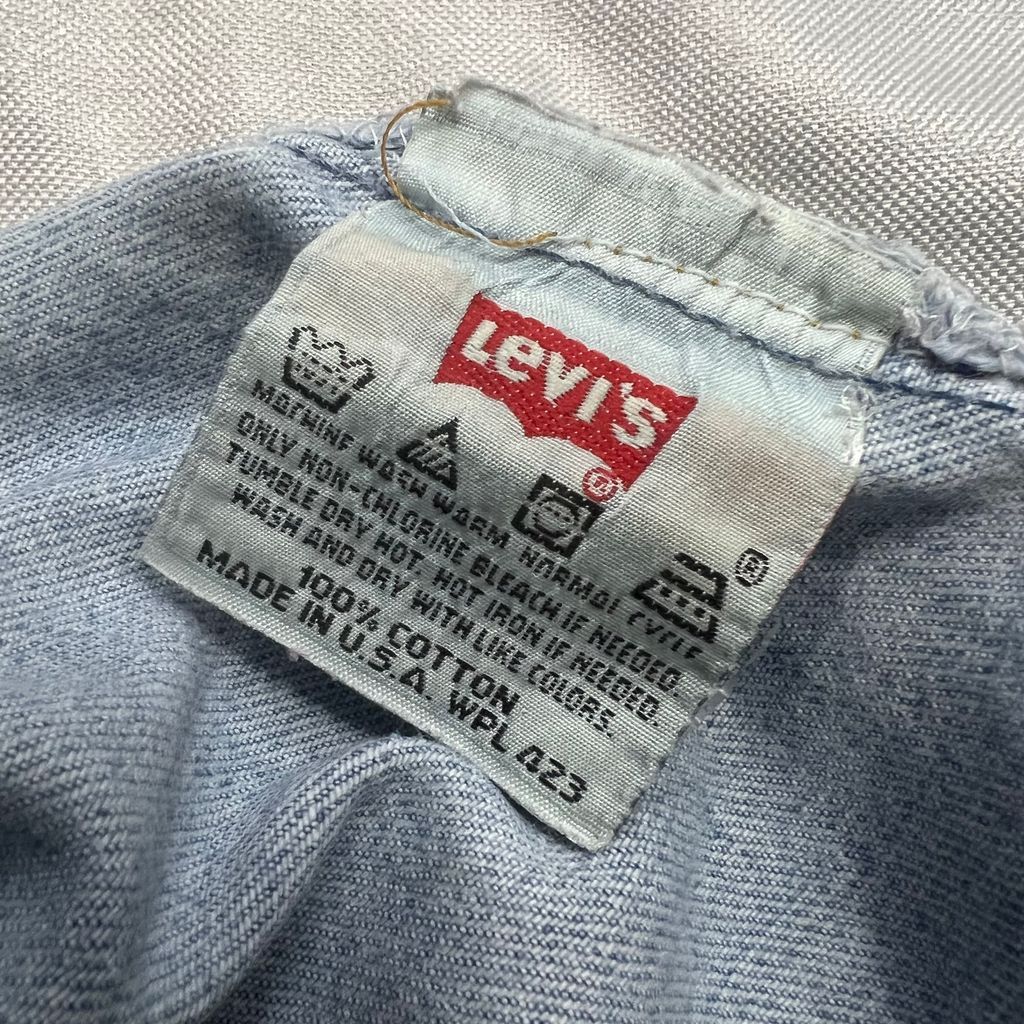 Levi's
®
MACHINE WASH WARM, NORMAL CYCLE
ONLY NON-CHLORINE BLEACH IF NEEDED.
TUMBLE DRY HOT. HOT IRON IF NEEDED.
WASH AND DRY WITH LIKE COLORS.
100% COTTON
MADE IN U.S.A. WPL 423